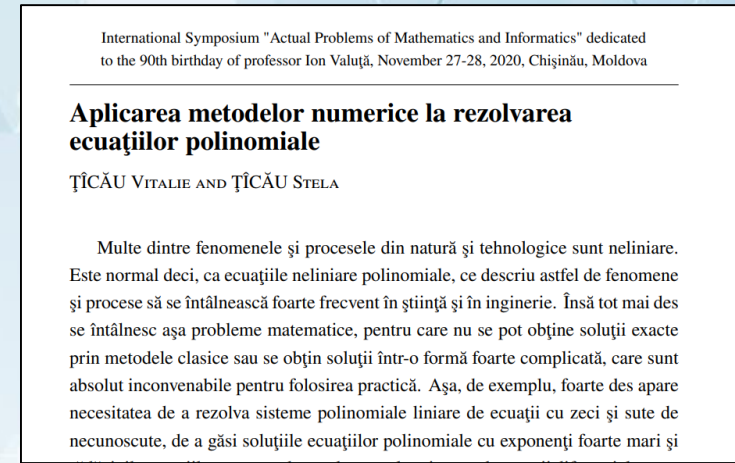 International Symposium "Actual Problems of Mathematics and Informatics" dedicated
to the 90th birthday of professor Ion Valuţă, November 27-28, 2020, Chişinău, Moldova
Aplicarea metodelor numerice la rezolvarea
ecuaţiilor polinomiale
ŢÎCĂU Vitalie and ŢÎCĂU Stela
Multe dintre fenomenele şi procesele din natură şi tehnologice sunt neliniare.
Este normal deci, ca ecuaţiile neliniare polinomiale, ce descriu astfel de fenomene
şi procese să se întâlnească foarte frecvent în ştiinţă şi în inginerie. Însă tot mai des
se întâlnesc aşa probleme matematice, pentru care nu se pot obţine soluţii exacte
prin metodele clasice sau se obţin soluţii într-o formă foarte complicată, care sunt
absolut inconvenabile pentru folosirea practică. Aşa, de exemplu, foarte des apare
necesitatea de a rezolva sisteme polinomiale liniare de ecuaţii cu zeci şi sute de
necunoscute, de a găsi soluţiile ecuaţiilor polinomiale cu exponenţi foarte mari şi